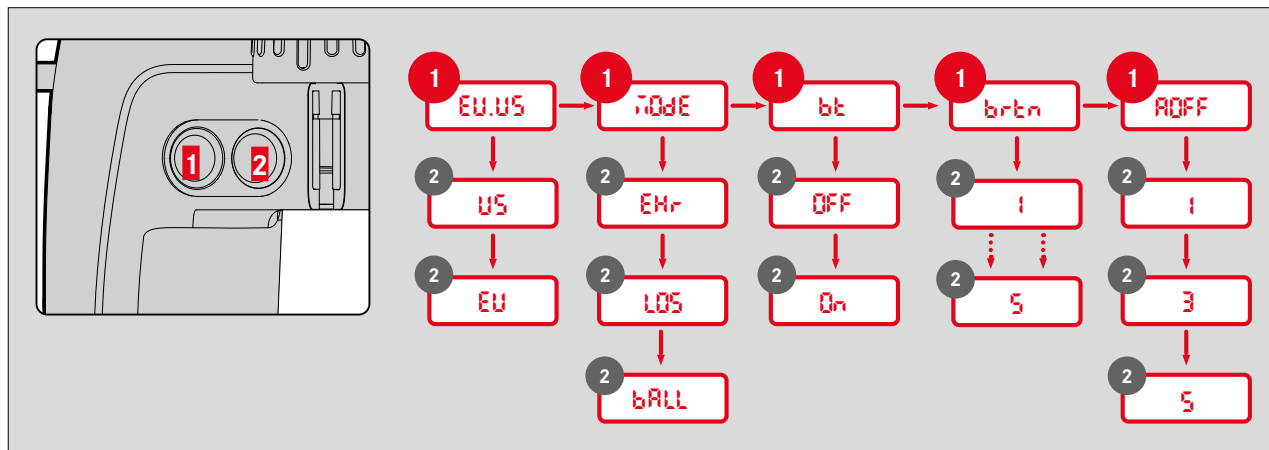 1 2
1 EU.US
2 US
2 EU
1 MOdE
2 EHr
2 LOS
2 bALL
1 bt
2 OFF
2 On
1 brtn
2 1
2 5
1 AOFF
2 1
2 3
2 5